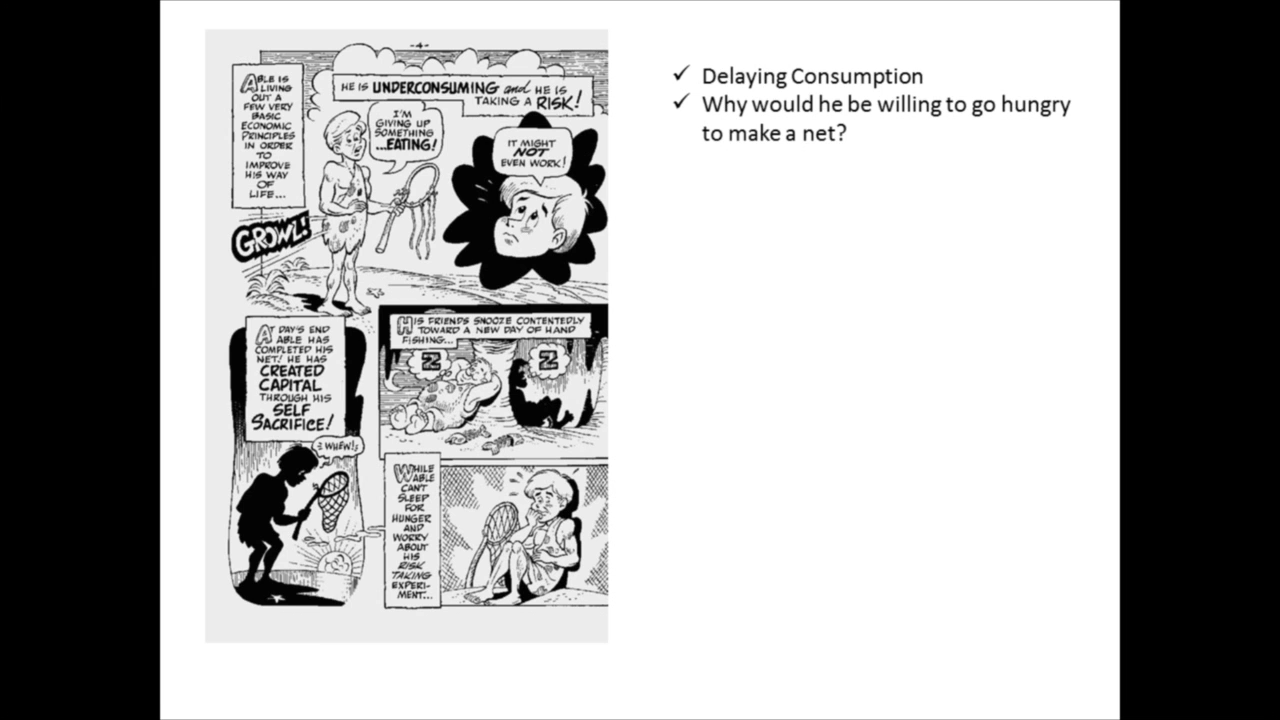 -4-
ABLE IS
LIVING
OUT A
FEW VERY
BASIC
ECONOMIC
PRINCIPLES
IN ORDER
TO
IMPROVE
HIS WAY
OF
LIFE...
HE IS UNDERCONSUMING and HE IS
TAKING A RISK!
I'M
GIVING UP
SOMETHING
...EATING!
IT MIGHT
NOT
EVEN WORK!
GROWL!
AT DAY'S END
ABLE HAS
COMPLETED HIS
NET! HE HAS
CREATED
CAPITAL
THROUGH HIS
SELF
SACRIFICE!
WHEW!
HIS FRIENDS SNOOZE CONTENTEDLY
TOWARD A NEW DAY OF HAND
FISHING...
Z
Z
WHILE
ABLE
CAN'T
SLEEP
FOR
HUNGER
AND
WORRY
ABOUT
HIS
RISK
TAKING
EXPERI-
MENT...
✓ Delaying Consumption
✓ Why would he be willing to go hungry
to make a net?